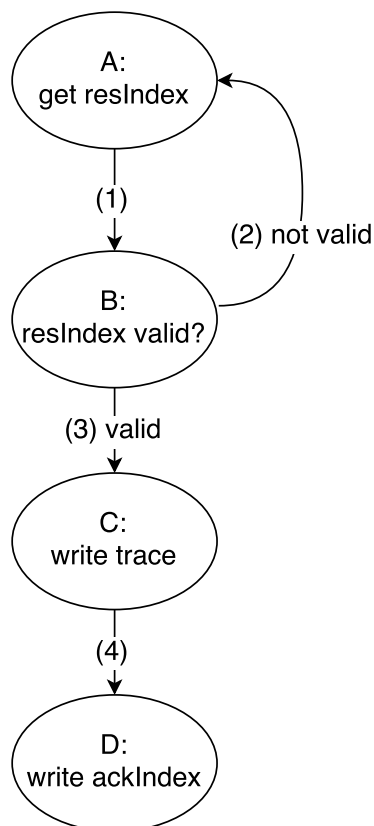 A:
get resIndex
(1)
(2) not valid
B:
resIndex valid?
(3) valid
C:
write trace
(4)
D:
write ackIndex